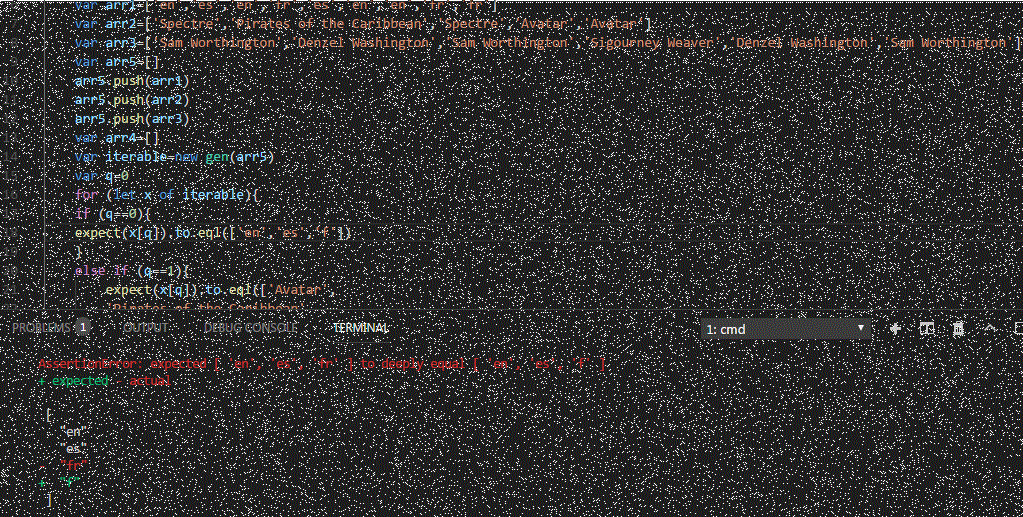 var arr1=['en','es','en','fr','es','en','en','fr','fr']
var arr2=['Spectre','Pirates of the Caribbean','Spectre','Avatar','Avatar']
var arr3=['Sam Worthington','Denzel Washington','Sam Worthington','Sigourney Weaver','Denzel Washington','Sam Worthington']
var arr5=[]
arr5.push(arr1)
arr5.push(arr2)
arr5.push(arr3)
var arr4=[]
14 var iterable=new gen(arr5)
15 var q=0
for (let x of iterable){
if (q==0){
expect(x[q]).to.eql(['en','es','f'])
}
else if (q==1){
expect(x[q]).to.eql(['Avatar',
PROBLEMS 1 OUTPUT DEBUG CONSOLE TERMINAL 1: cmd
AssertionError: expected [ 'en', 'es', 'fr' ] to deeply equal [ 'en', 'es', 'f' ]
+ expected - actual
[
"en"
"es"
- "fr"
]